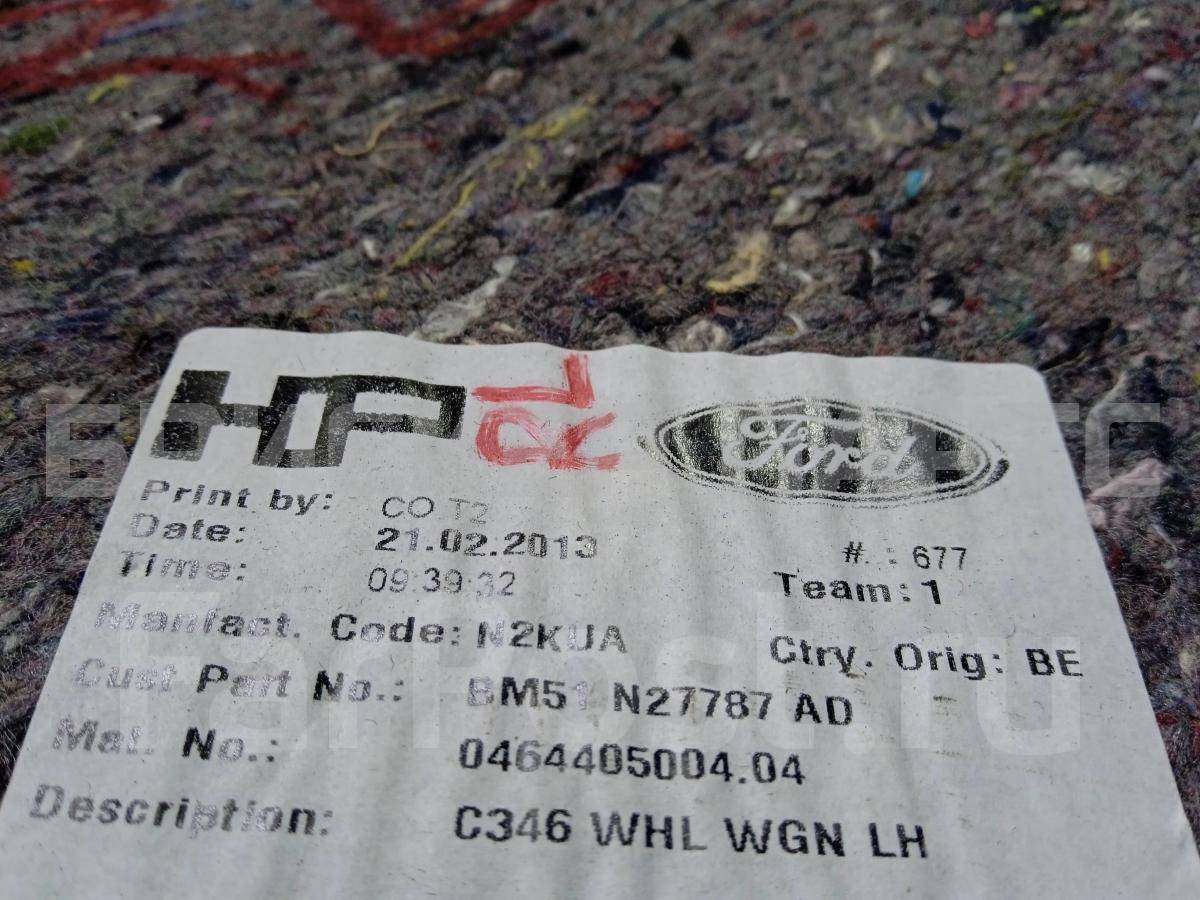 HP
Ford
Print by: CO T2
Date: 21.02.2013 #. : 677
Time: 09:39:32 Team: 1
Manfact. Code: N2KUA Ctry. Orig: BE
Cust Part No.: BM51 N27787 AD
Mat. No.: 0464405004.04
Description: C346 WHL WGN LH